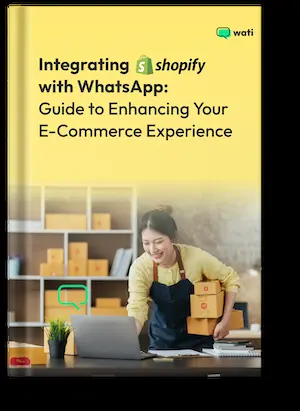 wati
Integrating shopify
with WhatsApp:
Guide to Enhancing Your
E-Commerce Experience